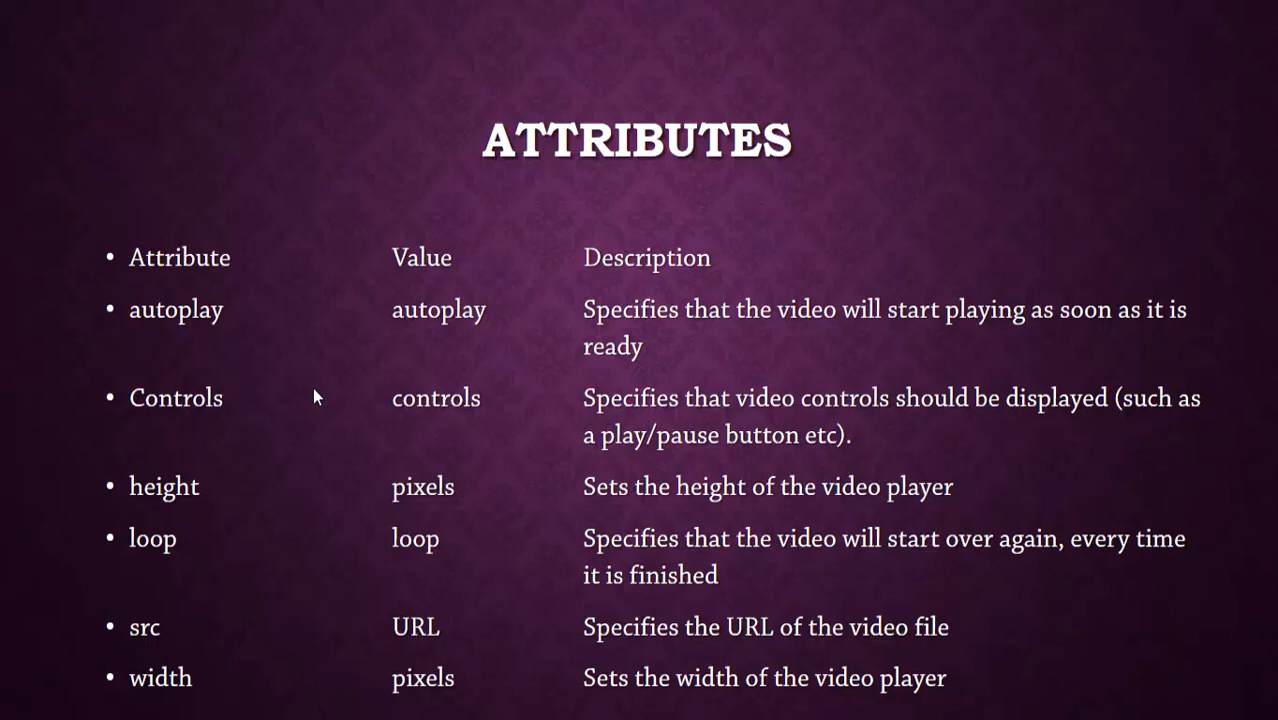 ATTRIBUTES
• Attribute Value Description
• autoplay autoplay Specifies that the video will start playing as soon as it is
ready
• Controls controls Specifies that video controls should be displayed (such as
a play/pause button etc).
• height pixels Sets the height of the video player
• loop loop Specifies that the video will start over again, every time
it is finished
• src URL Specifies the URL of the video file
• width pixels Sets the width of the video player